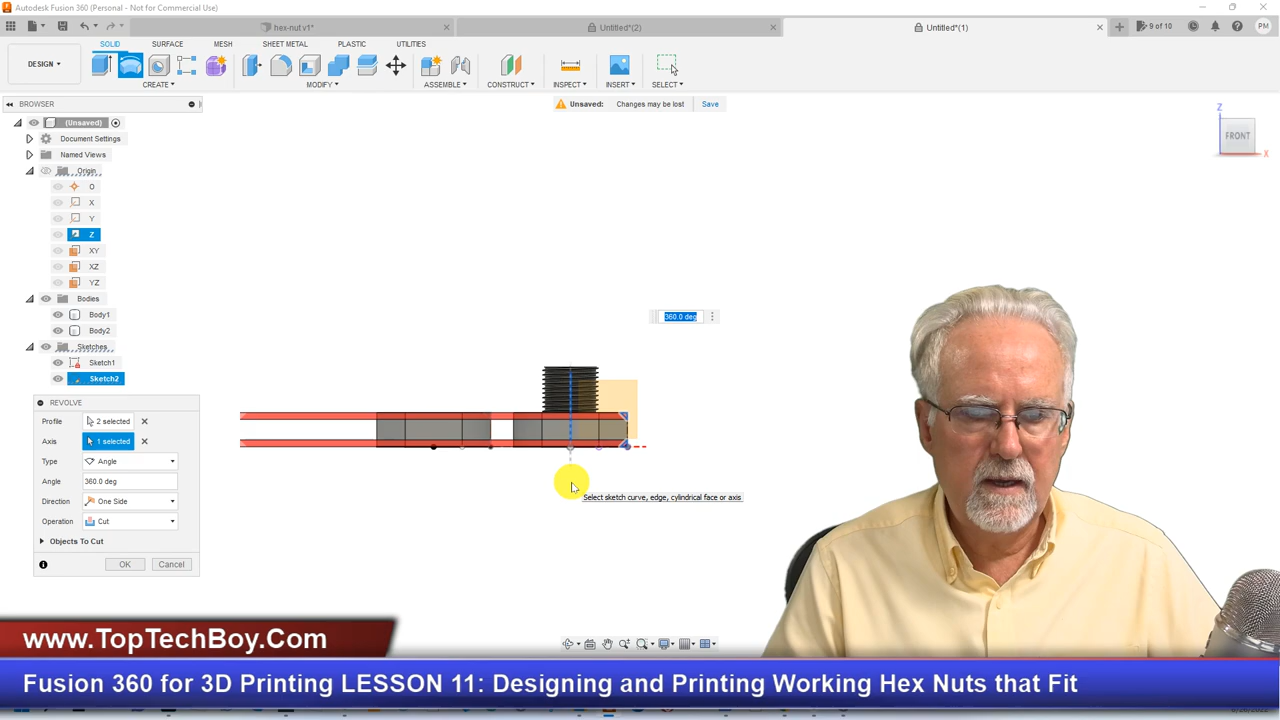 Autodesk Fusion 360 (Personal - Not for Commercial Use)
hex-nut v1*
Untitled*(2)
Untitled*(1)
9 of 10
PM
DESIGN
SOLID
SURFACE
MESH
SHEET METAL
PLASTIC
UTILITIES
CREATE
MODIFY
ASSEMBLE
CONSTRUCT
INSPECT
INSERT
SELECT
BROWSER
Unsaved:
Changes may be lost
Save
Z
FRONT
X
(Unsaved)
Document Settings
Named Views
Origin
O
X
Y
Z
XY
XZ
YZ
Bodies
Body1
Body2
Sketches
Sketch1
Sketch2
360.0 deg
REVOLVE
Profile
2 selected
Axis
1 selected
Type
Angle
Angle
360.0 deg
Direction
One Side
Operation
Cut
Objects To Cut
OK
Cancel
Select sketch curve, edge, cylindrical face or axis
www.TopTechBoy.Com
Fusion 360 for 3D Printing LESSON 11: Designing and Printing Working Hex Nuts that Fit